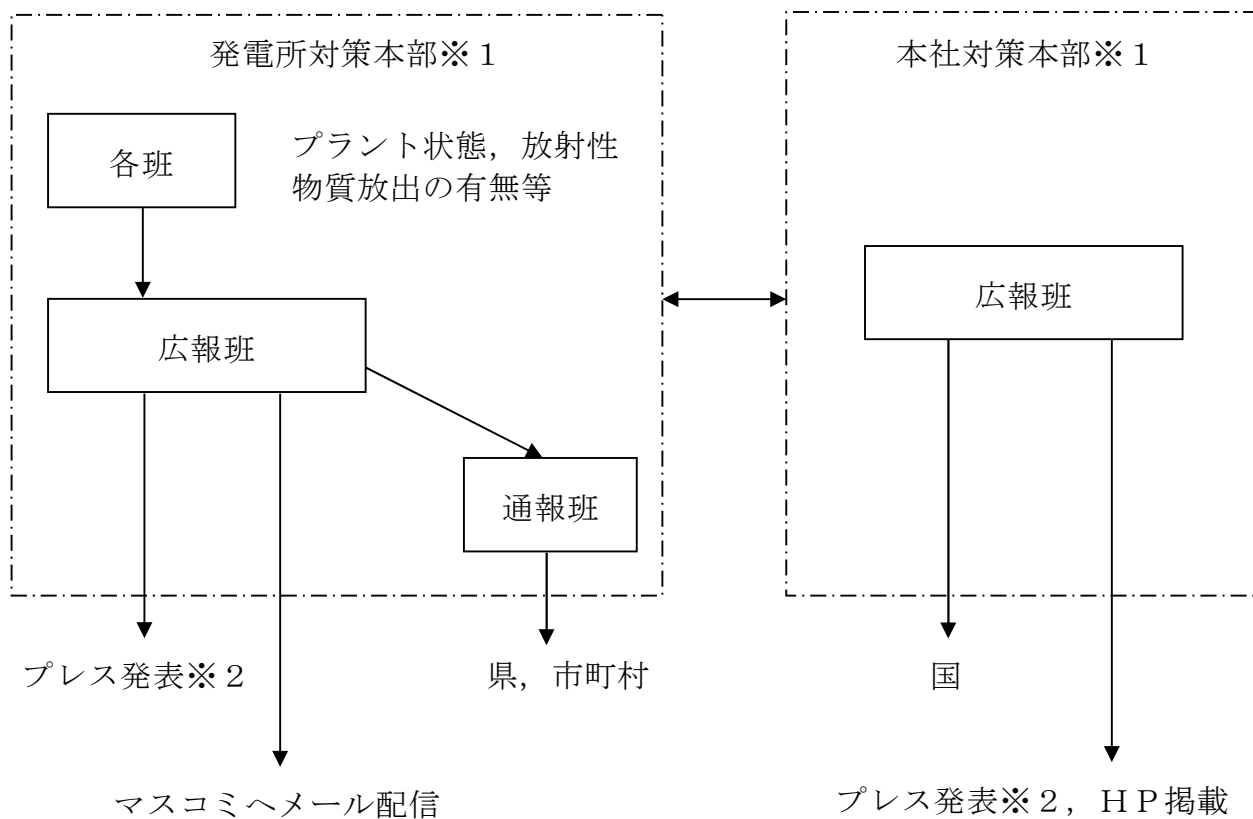 発電所対策本部※１
各班
プラント状態，放射性
物質放出の有無等
広報班
通報班
プレス発表※２
県，市町村
マスコミへメール配信
本社対策本部※１
広報班
国
プレス発表※２，ＨＰ掲載